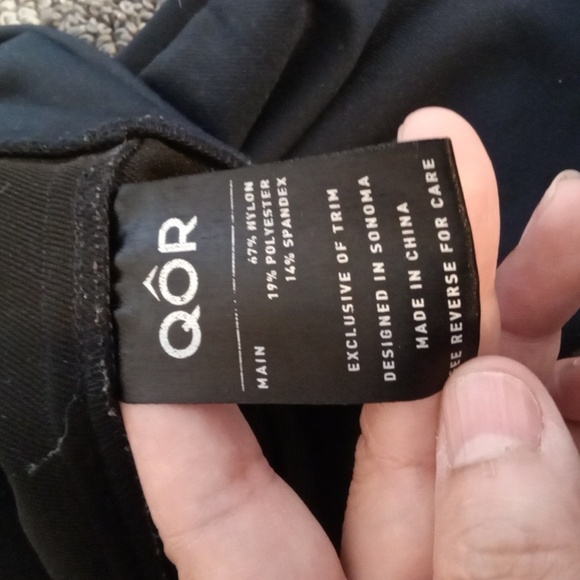 QÔR
MAIN 67% NYLON
19% POLYESTER
14% SPANDEX
EXCLUSIVE OF TRIM
DESIGNED IN SONOMA
MADE IN CHINA
EE REVERSE FOR CARE